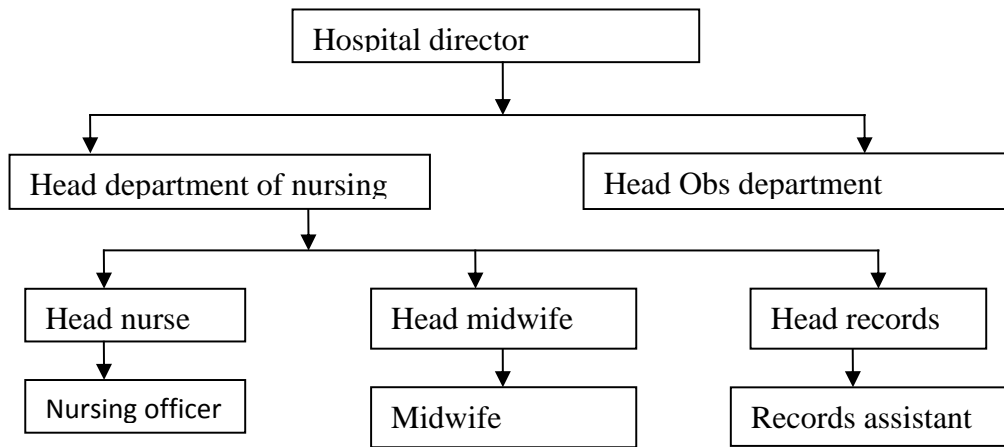 Hospital director
Head department of nursing
Head Obs department
Head nurse
Head midwife
Head records
Nursing officer
Midwife
Records assistant